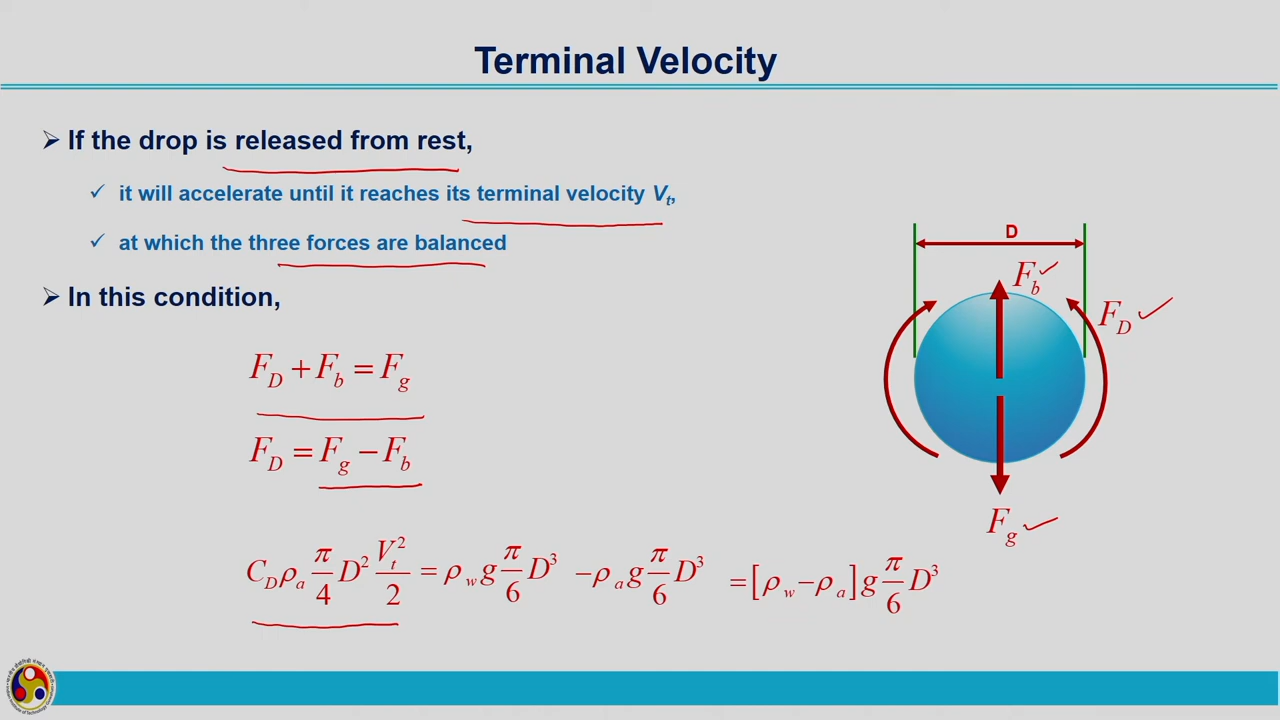 Terminal Velocity
➢ If the drop is released from rest,
✓ it will accelerate until it reaches its terminal velocity Vₜ,
✓ at which the three forces are balanced
➢ In this condition,
D
F_b
F_D
F_g
F_D + F_b = F_g
F_D = F_g − F_b
C_D ρ_a π/4 D² V_t²/2 = ρ_w g π/6 D³ − ρ_a g π/6 D³ = [ρ_w − ρ_a] g π/6 D³